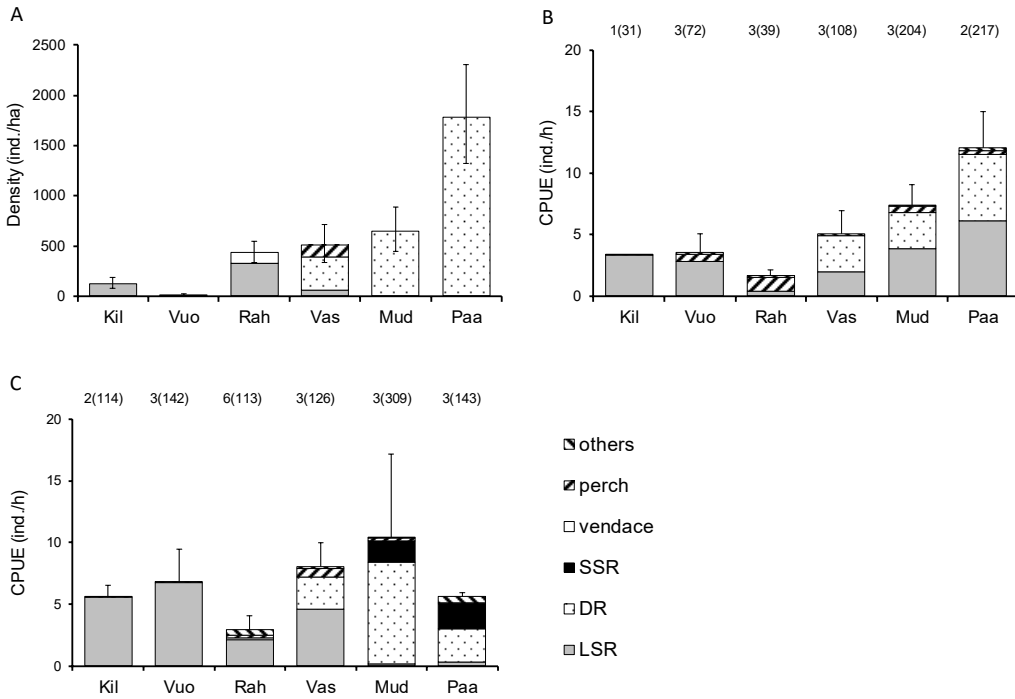 A
Density (ind./ha)
2500
2000
1500
1000
500
0
Kil Vuo Rah Vas Mud Paa
B
1(31) 3(72) 3(39) 3(108) 3(204) 2(217)
CPUE (ind./h)
20
15
10
5
0
Kil Vuo Rah Vas Mud Paa
C
2(114) 3(142) 6(113) 3(126) 3(309) 3(143)
CPUE (ind./h)
20
15
10
5
0
Kil Vuo Rah Vas Mud Paa
others
perch
vendace
SSR
DR
LSR